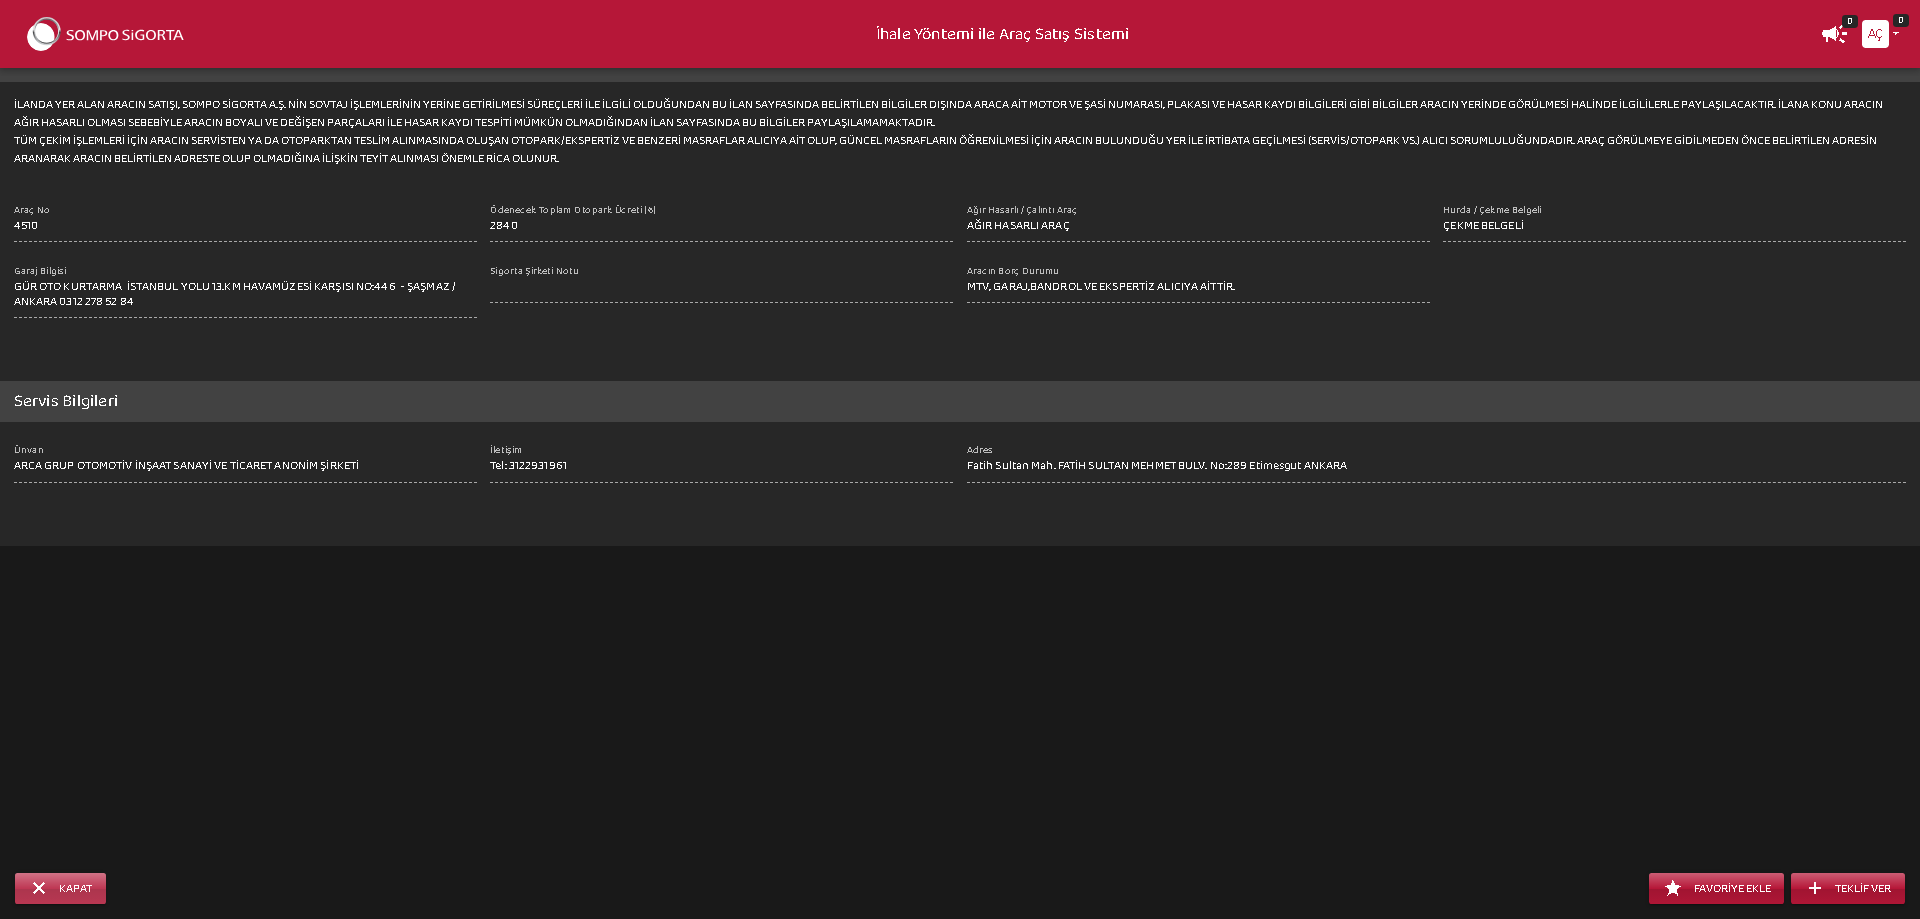 SOMPO SİGORTA
İhale Yöntemi ile Araç Satış Sistemi
0
AÇ
0
İLANDA YER ALAN ARACIN SATIŞI, SOMPO SİGORTA A.Ş. NİN SOVTAJ İŞLEMLERİNİN YERİNE GETİRİLMESİ SÜREÇLERİ İLE İLGİLİ OLDUĞUNDAN BU İLAN SAYFASINDA BELİRTİLEN BİLGİLER DIŞINDA ARACA AİT MOTOR VE ŞASİ NUMARASI, PLAKASI VE HASAR KAYDI BİLGİLERİ GİBİ BİLGİLER ARACIN YERİNDE GÖRÜLMESİ HALİNDE İLGİLİLERLE PAYLAŞILACAKTIR. İLANA KONU ARACIN
AĞIR HASARLI OLMASI SEBEBİYLE ARACIN BOYALI VE DEĞİŞEN PARÇALARI İLE HASAR KAYDI TESPİTİ MÜMKÜN OLMADIĞINDAN İLAN SAYFASINDA BU BİLGİLER PAYLAŞILAMAMAKTADIR.
TÜM ÇEKİM İŞLEMLERİ İÇİN ARACIN SERVİSTEN YA DA OTOPARKTAN TESLİM ALINMASINDA OLUŞAN OTOPARK/EKSPERTİZ VE BENZERİ MASRAFLAR ALICIYA AİT OLUP, GÜNCEL MASRAFLARIN ÖĞRENİLMESİ İÇİN ARACIN BULUNDUĞU YER İLE İRTİBATA GEÇİLMESİ (SERVİS/OTOPARK VS.) ALICI SORUMLULUĞUNDADIR. ARAÇ GÖRÜLMEYE GİDİLMEDEN ÖNCE BELİRTİLEN ADRESİN
ARANARAK ARACIN BELİRTİLEN ADRESTE OLUP OLMADIĞINA İLİŞKİN TEYİT ALINMASI ÖNEMLE RİCA OLUNUR.
Araç No
4510
Ödenecek Toplam Otopark Ücreti (₺)
2840
Ağır Hasarlı / Çalıntı Araç
AĞIR HASARLI ARAÇ
Hurda / Çekme Belgeli
ÇEKME BELGELİ
Garaj Bilgisi
GÜR OTO KURTARMA İSTANBUL YOLU 13.KM HAVAMÜZESİ KARŞISI NO:446 - ŞAŞMAZ /
ANKARA 0312 278 52 84
Sigorta Şirketi Notu
Aracın Borç Durumu
MTV, GARAJ,BANDROL VE EKSPERTİZ ALICIYA AİTTİR.
Servis Bilgileri
Ünvan
ARCA GRUP OTOMOTİV İNŞAAT SANAYİ VE TİCARET ANONİM ŞİRKETİ
İletişim
Tel: 3122931961
Adres
Fatih Sultan Mah. FATİH SULTAN MEHMET BULV. No:289 Etimesgut ANKARA
KAPAT
FAVORİYE EKLE
TEKLİF VER